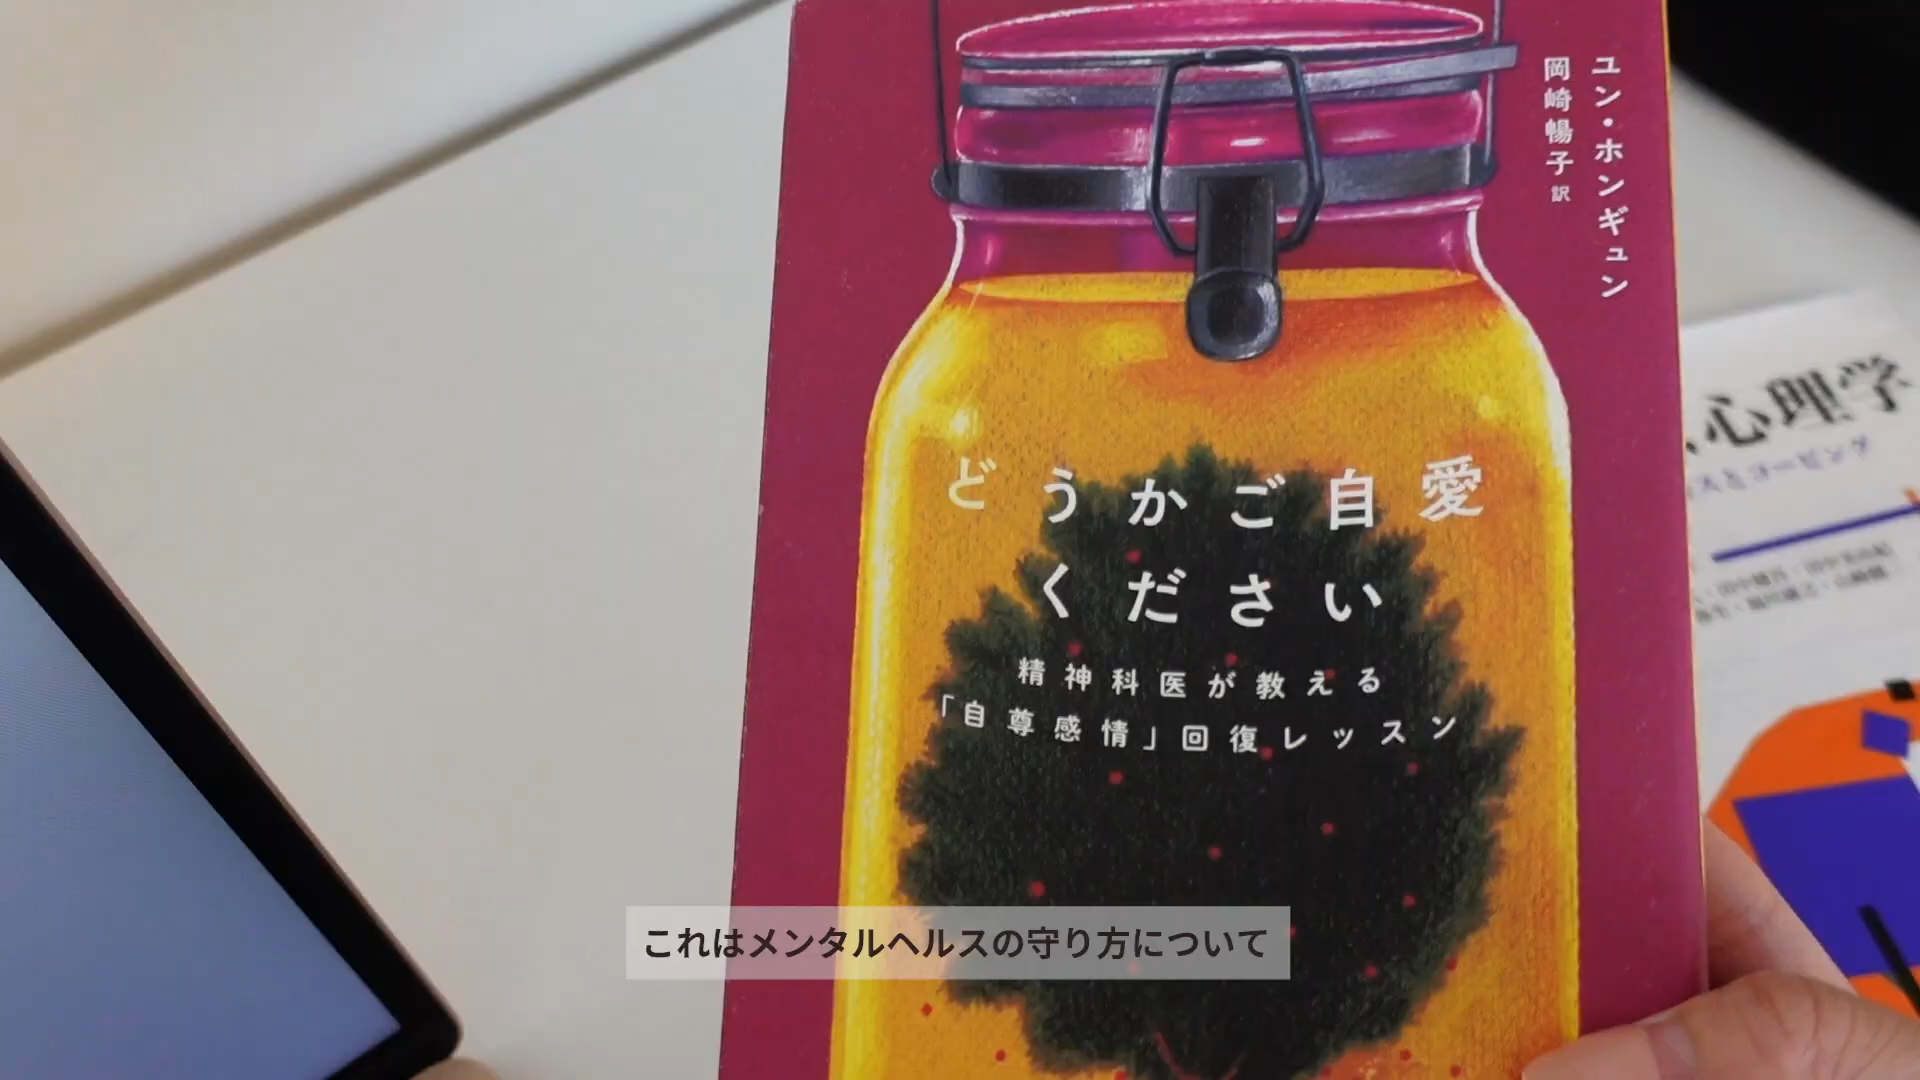 ユン・ホンギュン
岡崎暢子 訳
どうかご自愛
ください
精神科医が教える
「自尊感情」回復レッスン
心理学
これはメンタルヘルスの守り方について